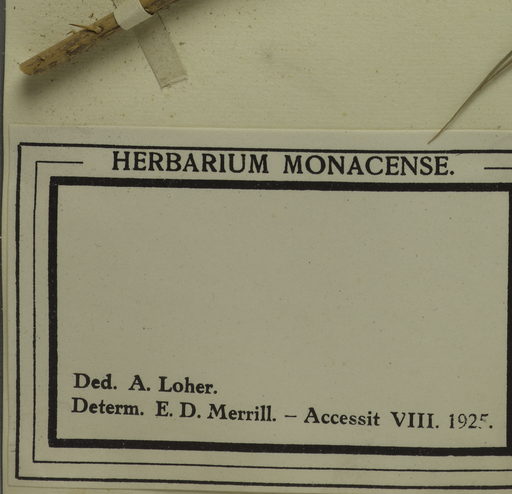 HERBARIUM MONACENSE.
Ded. A. Loher.
Determ. E. D. Merrill. – Accessit VIII. 1925.